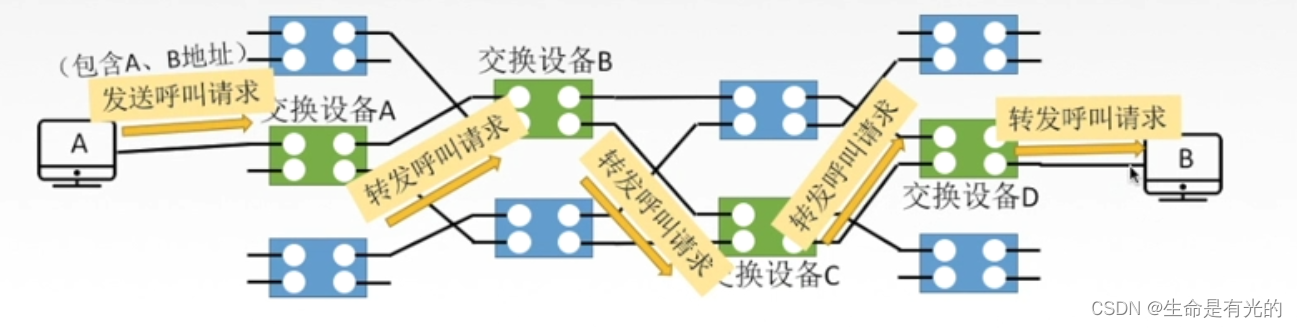 (包含A、B地址)
发送呼叫请求
交换设备A
A
转发呼叫请求
交换设备B
转发呼叫请求
交换设备C
转发呼叫请求
交换设备D
转发呼叫请求
B
CSDN @生命是有光的